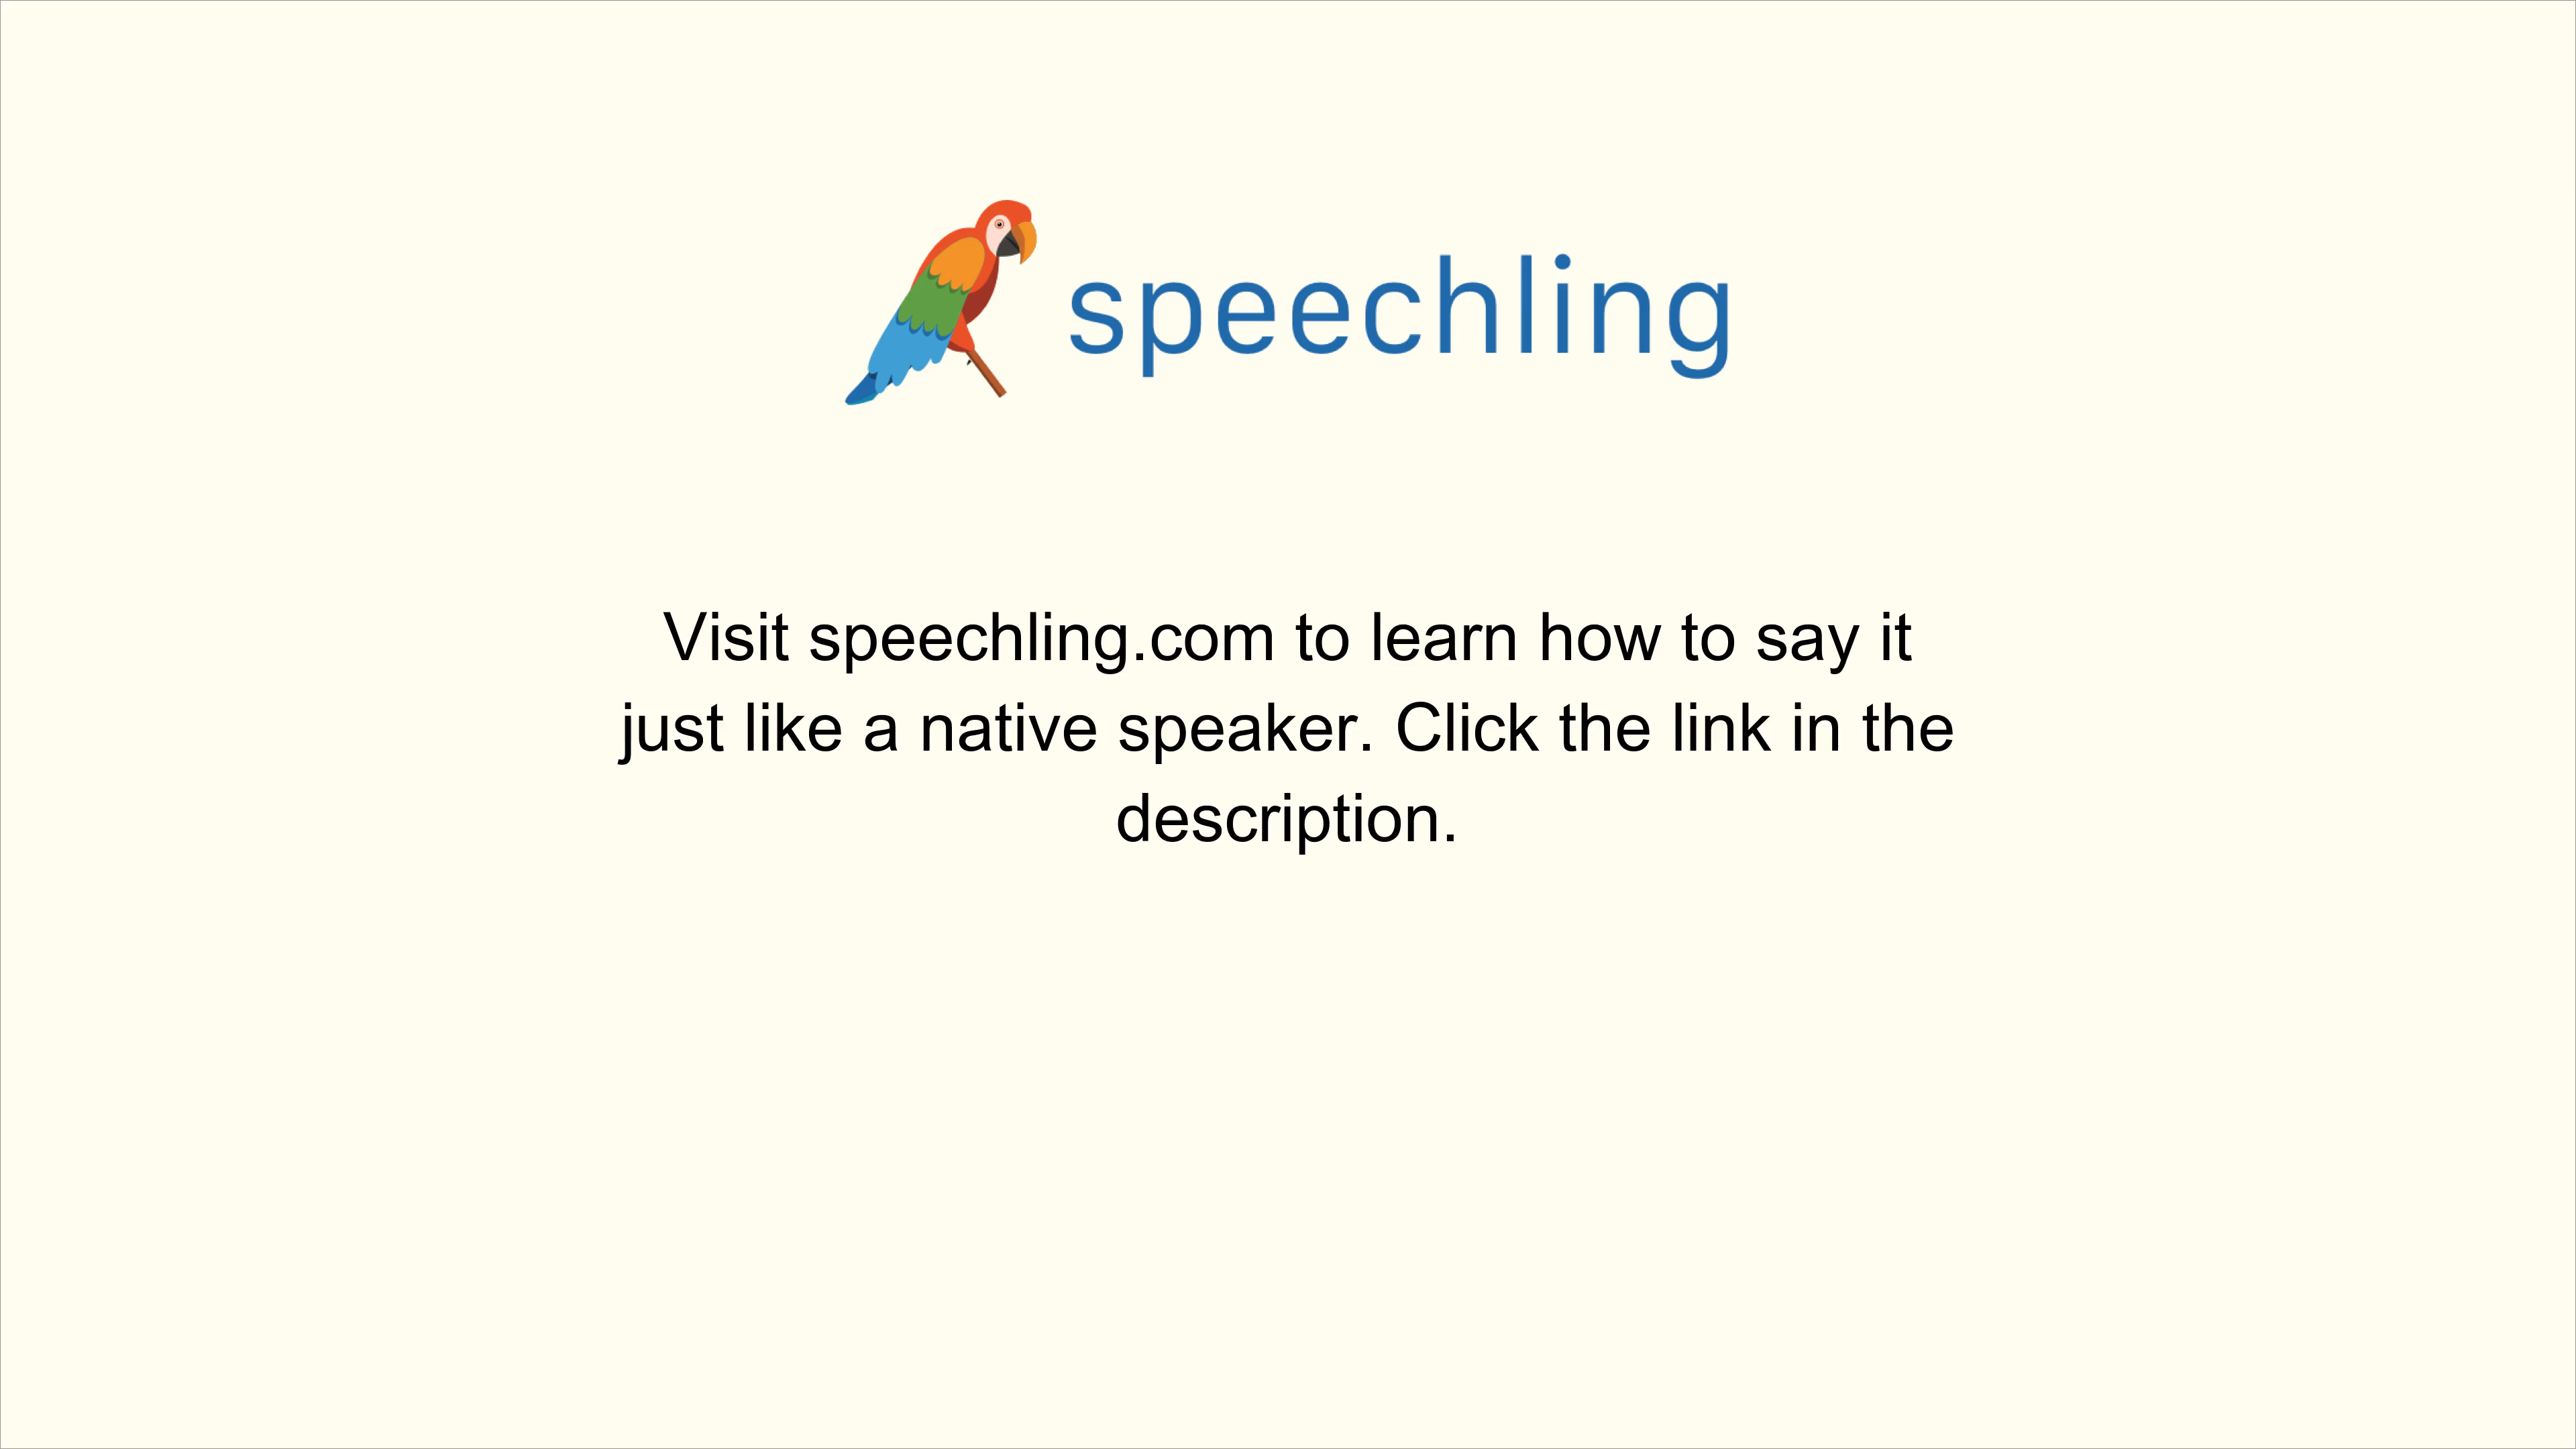 speechling
Visit speechling.com to learn how to say it
just like a native speaker. Click the link in the
description.